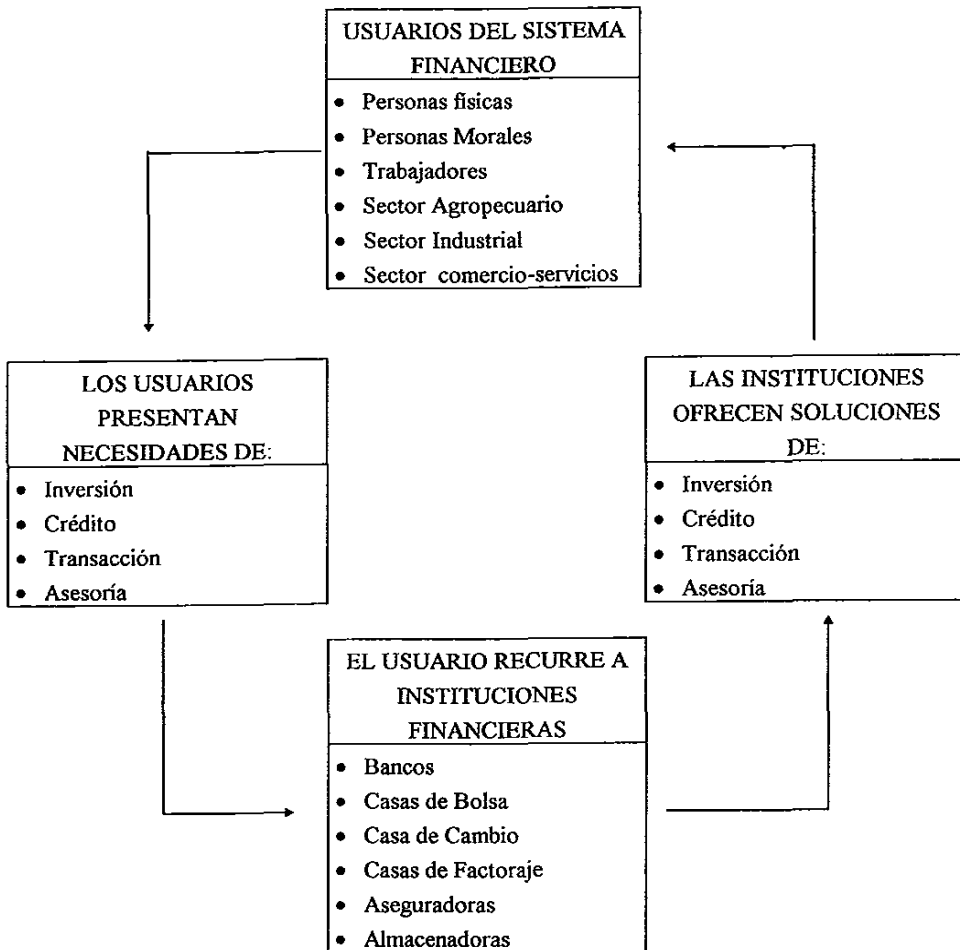 USUARIOS DEL SISTEMA
FINANCIERO
• Personas físicas
• Personas Morales
• Trabajadores
• Sector Agropecuario
• Sector Industrial
• Sector comercio-servicios
LOS USUARIOS
PRESENTAN
NECESIDADES DE:
• Inversión
• Crédito
• Transacción
• Asesoría
LAS INSTITUCIONES
OFRECEN SOLUCIONES
DE:
• Inversión
• Crédito
• Transacción
• Asesoría
EL USUARIO RECURRE A
INSTITUCIONES
FINANCIERAS
• Bancos
• Casas de Bolsa
• Casa de Cambio
• Casas de Factoraje
• Aseguradoras
• Almacenadoras